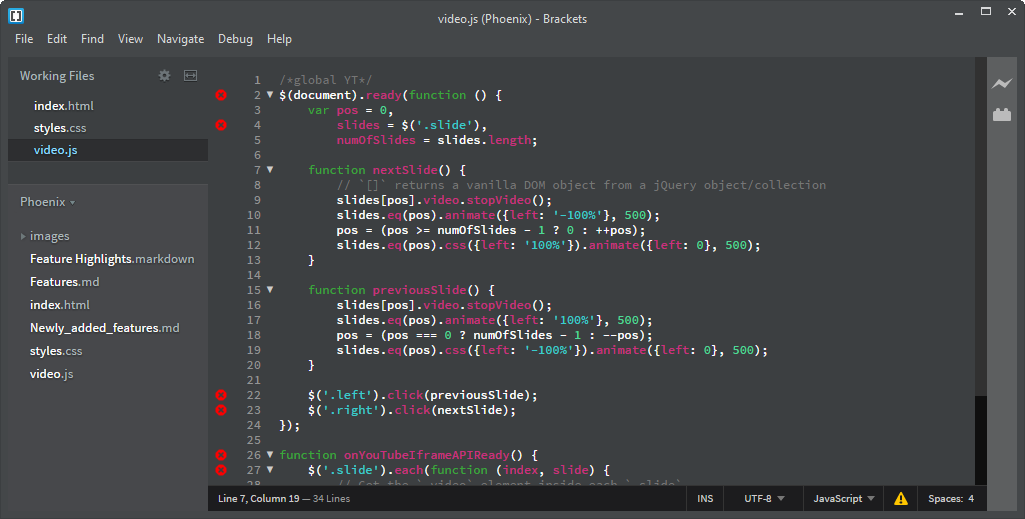 video.js (Phoenix) - Brackets
File Edit Find View Navigate Debug Help
Working Files
index.html
styles.css
video.js
Phoenix
images
Feature Highlights.markdown
Features.md
index.html
Newly_added_features.md
styles.css
video.js
1 /*global YT*/
2 $(document).ready(function () {
3 var pos = 0,
4 slides = $('.slide'),
5 numOfSlides = slides.length;
6
7 function nextSlide() {
8 // `[]` returns a vanilla DOM object from a jQuery object/collection
9 slides[pos].video.stopVideo();
10 slides.eq(pos).animate({left: '-100%'}, 500);
11 pos = (pos >= numOfSlides - 1 ? 0 : ++pos);
12 slides.eq(pos).css({left: '100%'}).animate({left: 0}, 500);
13 }
14
15 function previousSlide() {
16 slides[pos].video.stopVideo();
17 slides.eq(pos).animate({left: '100%'}, 500);
18 pos = (pos === 0 ? numOfSlides - 1 : --pos);
19 slides.eq(pos).css({left: '-100%'}).animate({left: 0}, 500);
20 }
21
22 $('.left').click(previousSlide);
23 $('.right').click(nextSlide);
24 });
25
26 function onYouTubeIframeAPIReady() {
27 $('.slide').each(function (index, slide) {
28 // Get the `.video` element inside each `.slide`
Line 7, Column 19 — 34 Lines
INS UTF-8 JavaScript Spaces: 4